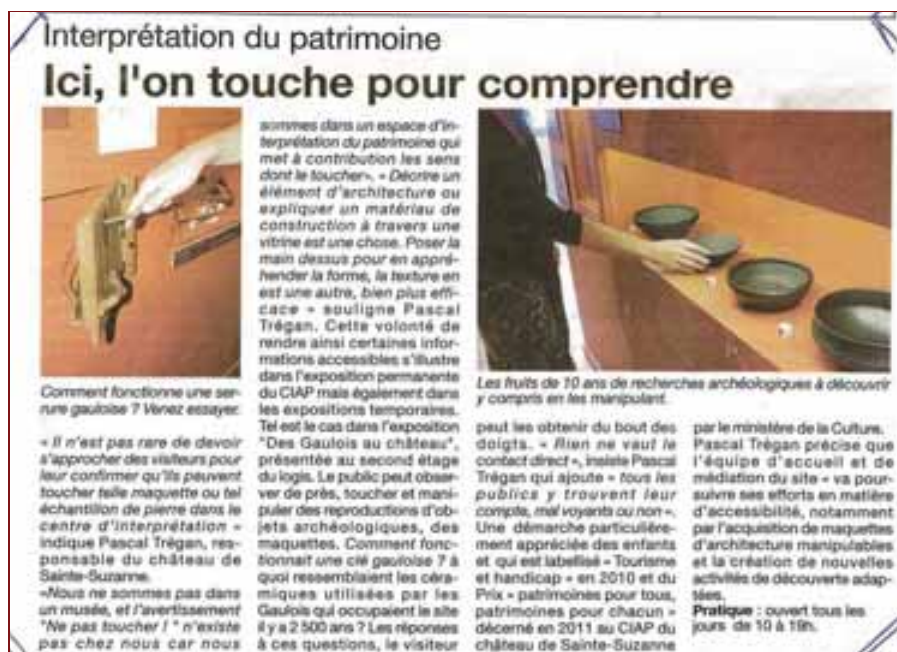 Interprétation du patrimoine
Ici, l'on touche pour comprendre
Comment fonctionne une ser-
rure gauloise ? Venez essayer.
« Il n'est pas rare de devoir
s'approcher des visiteurs pour
leur confirmer qu'ils peuvent
toucher telle maquette ou tel
échantillon de pierre dans le
centre d'interprétation »
indique Pascal Trégan, res-
ponsable du château de
Sainte-Suzanne.
«Nous ne sommes pas dans
un musée, et l'avertissement
"Ne pas toucher ! " n'existe
pas chez nous car nous
sommes dans un espace d'in-
terprétation du patrimoine qui
met à contribution les sens
dont le toucher». « Décrire un
élément d'architecture ou
expliquer un matériau de
construction à travers une
vitrine est une chose. Poser la
main dessus pour en appré-
hender la forme, la texture en
est une autre, bien plus effi-
cace » souligne Pascal
Trégan. Cette volonté de
rendre ainsi certaines infor-
mations accessibles s'illustre
dans l'exposition permanente
du CIAP mais également dans
les expositions temporaires.
Tel est le cas dans l'exposition
"Des Gaulois au château",
présentée au second étage
du logis. Le public peut obser-
ver de près, toucher et mani-
puler des reproductions d'ob-
jets archéologiques, des
maquettes. Comment fonc-
tionnait une clé gauloise ? à
quoi ressemblaient les céra-
miques utilisées par les
Gaulois qui occupaient le site
il y a 2 500 ans ? Les réponses
à ces questions, le visiteur
Les fruits de 10 ans de recherches archéologiques à découvrir
y compris en les manipulant.
peut les obtenir du bout des
doigts. « Rien ne vaut le
contact direct », insiste Pascal
Trégan qui ajoute « tous les
publics y trouvent leur
compte, mal voyants ou non ».
Une démarche particulière-
ment appréciée des enfants
et qui est labellisé « Tourisme
et handicap » en 2010 et du
Prix « patrimoines pour tous,
patrimoines pour chacun »
décerné en 2011 au CIAP du
château de Sainte-Suzanne
par le ministère de la Culture.
Pascal Trégan précise que
l'équipe d'accueil et de
médiation du site « va pour-
suivre ses efforts en matière
d'accessibilité, notamment
par l'acquisition de maquettes
d'architecture manipulables
et la création de nouvelles
activités de découverte adap-
tées.
Pratique : ouvert tous les
jours de 10 à 19h.